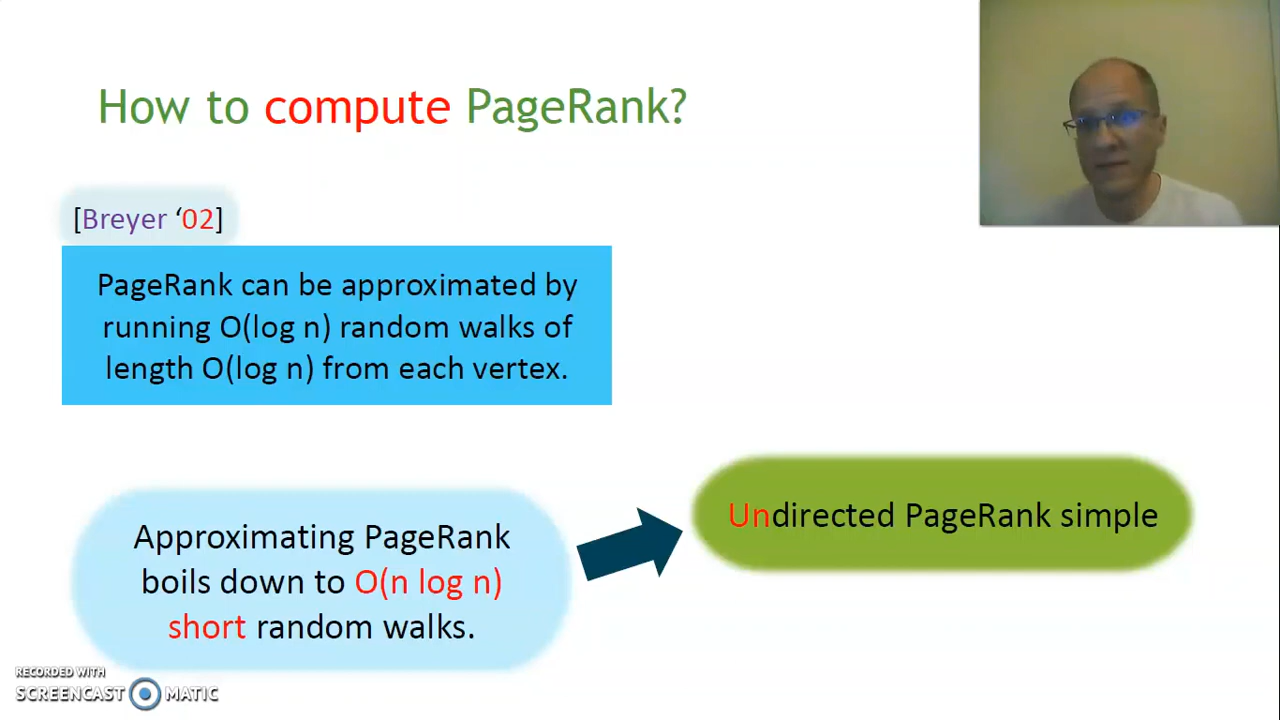 How to compute PageRank?
[Breyer ‘02]
PageRank can be approximated by
running O(log n) random walks of
length O(log n) from each vertex.
Approximating PageRank
boils down to O(n log n)
short random walks.
Undirected PageRank simple
RECORDED WITH
SCREENCAST MATIC